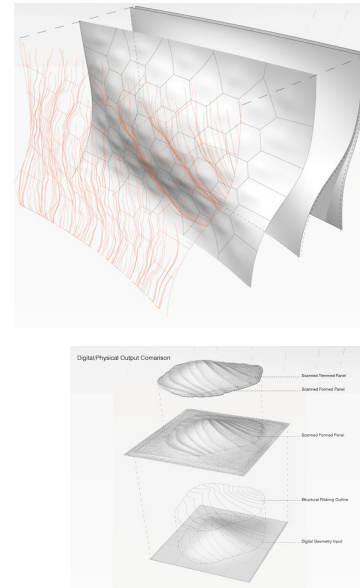 Digital/Physical Output Comarison
Scanned Trimmed Panel
Scanned Formed Panel
Scanned Formed Panel
Structural Ribbing Outline
Digital Geometry Input